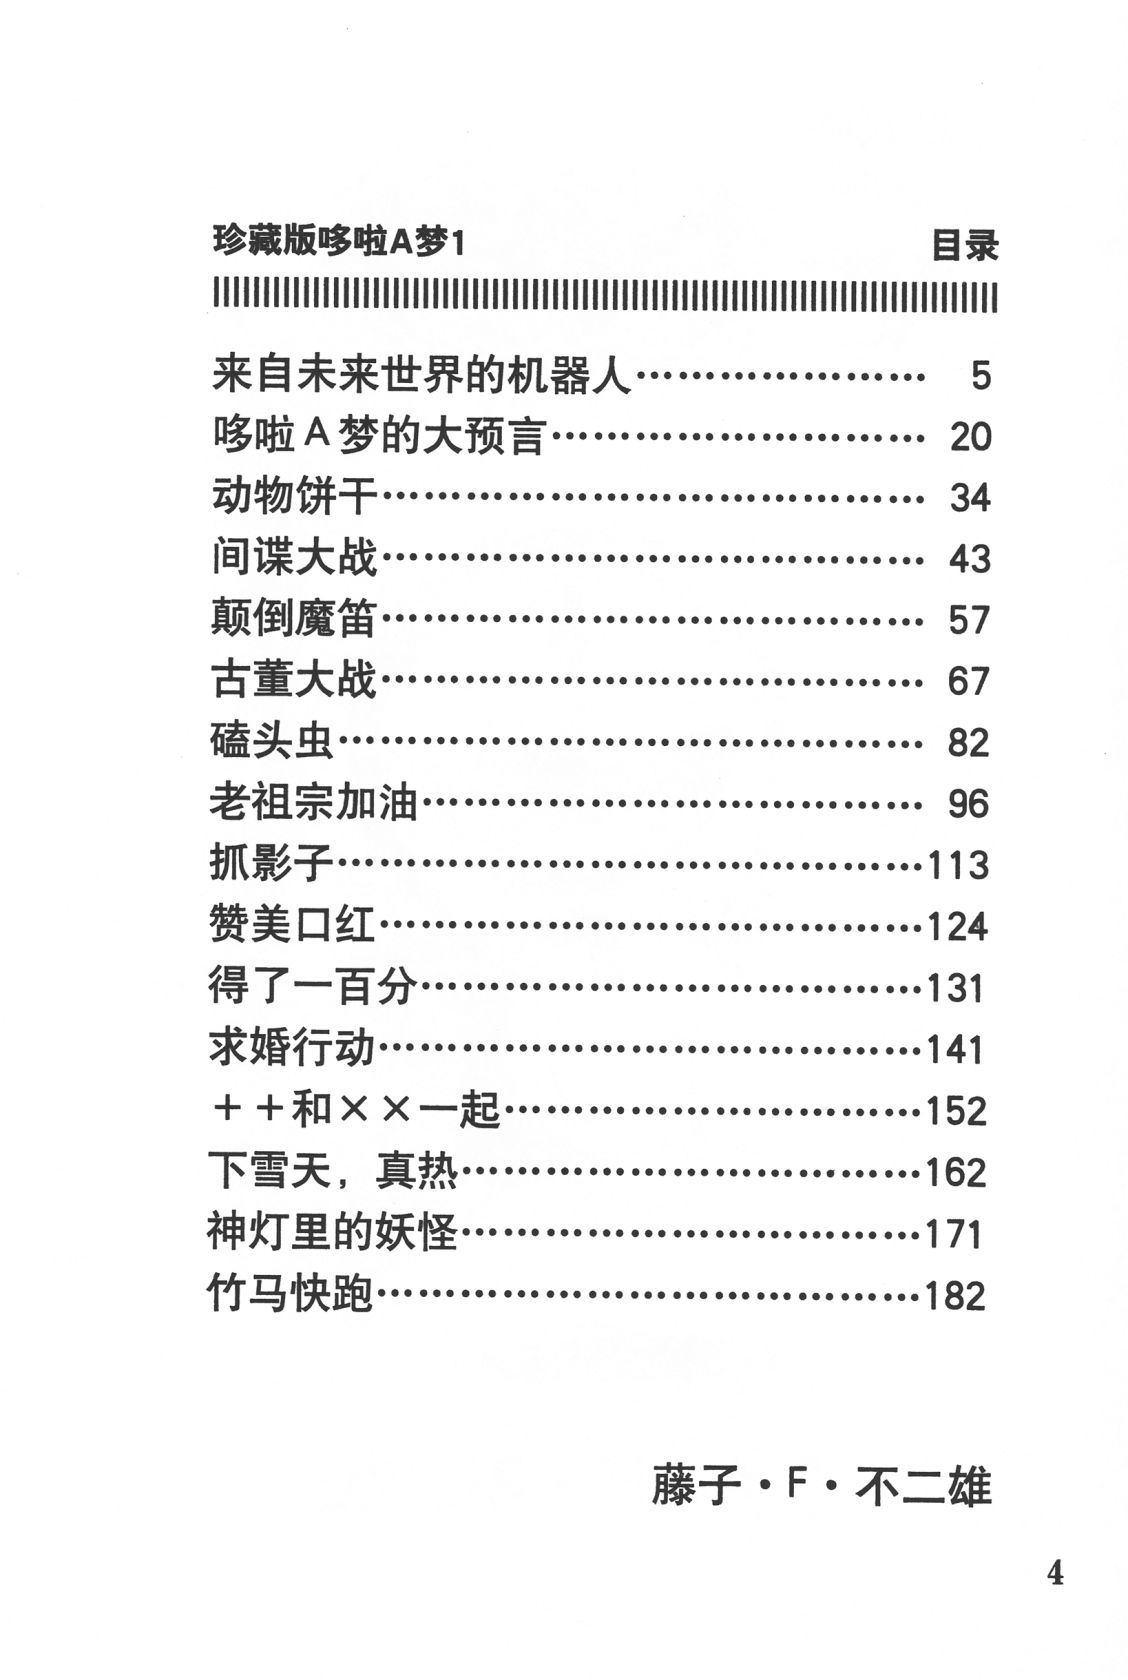 珍藏版哆啦A梦1 目录
来自未来世界的机器人………………… 5
哆啦A梦的大预言……………………… 20
动物饼干………………………………… 34
间谍大战………………………………… 43
颠倒魔笛………………………………… 57
古董大战………………………………… 67
磕头虫…………………………………… 82
老祖宗加油……………………………… 96
抓影子……………………………………113
赞美口红…………………………………124
得了一百分………………………………131
求婚行动…………………………………141
++和××一起…………………………152
下雪天，真热……………………………162
神灯里的妖怪……………………………171
竹马快跑…………………………………182
藤子·F·不二雄
4